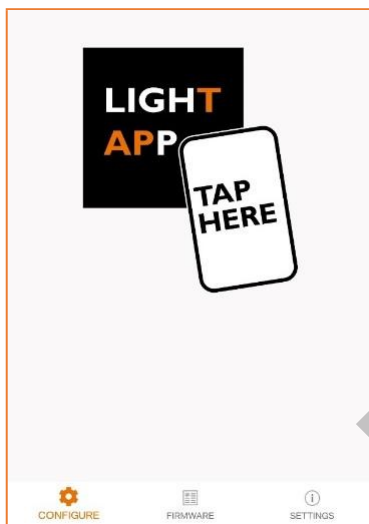 LIGHT
APP
TAP
HERE
CONFIGURE
FIRMWARE
SETTINGS